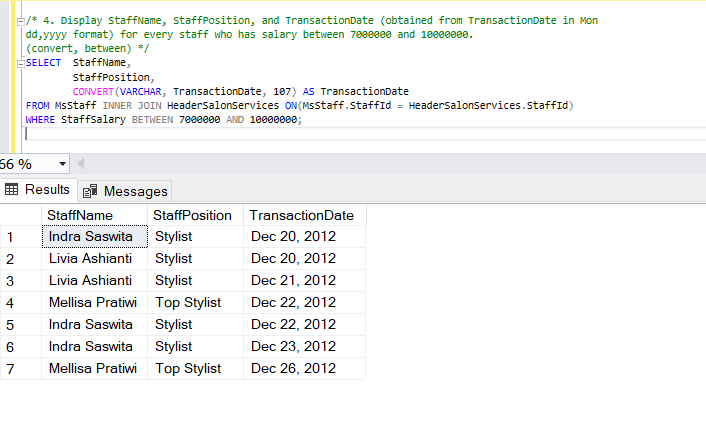 /* 4. Display StaffName, StaffPosition, and TransactionDate (obtained from TransactionDate in Mon
dd,yyyy format) for every staff who has salary between 7000000 and 10000000.
(convert, between) */
SELECT  StaffName,
        StaffPosition,
        CONVERT(VARCHAR, TransactionDate, 107) AS TransactionDate
FROM MsStaff INNER JOIN HeaderSalonServices ON(MsStaff.StaffId = HeaderSalonServices.StaffId)
WHERE StaffSalary BETWEEN 7000000 AND 10000000;
66 %
Results Messages
StaffName StaffPosition TransactionDate
1 Indra Saswita Stylist Dec 20, 2012
2 Livia Ashianti Stylist Dec 20, 2012
3 Livia Ashianti Stylist Dec 21, 2012
4 Mellisa Pratiwi Top Stylist Dec 22, 2012
5 Indra Saswita Stylist Dec 22, 2012
6 Indra Saswita Stylist Dec 23, 2012
7 Mellisa Pratiwi Top Stylist Dec 26, 2012